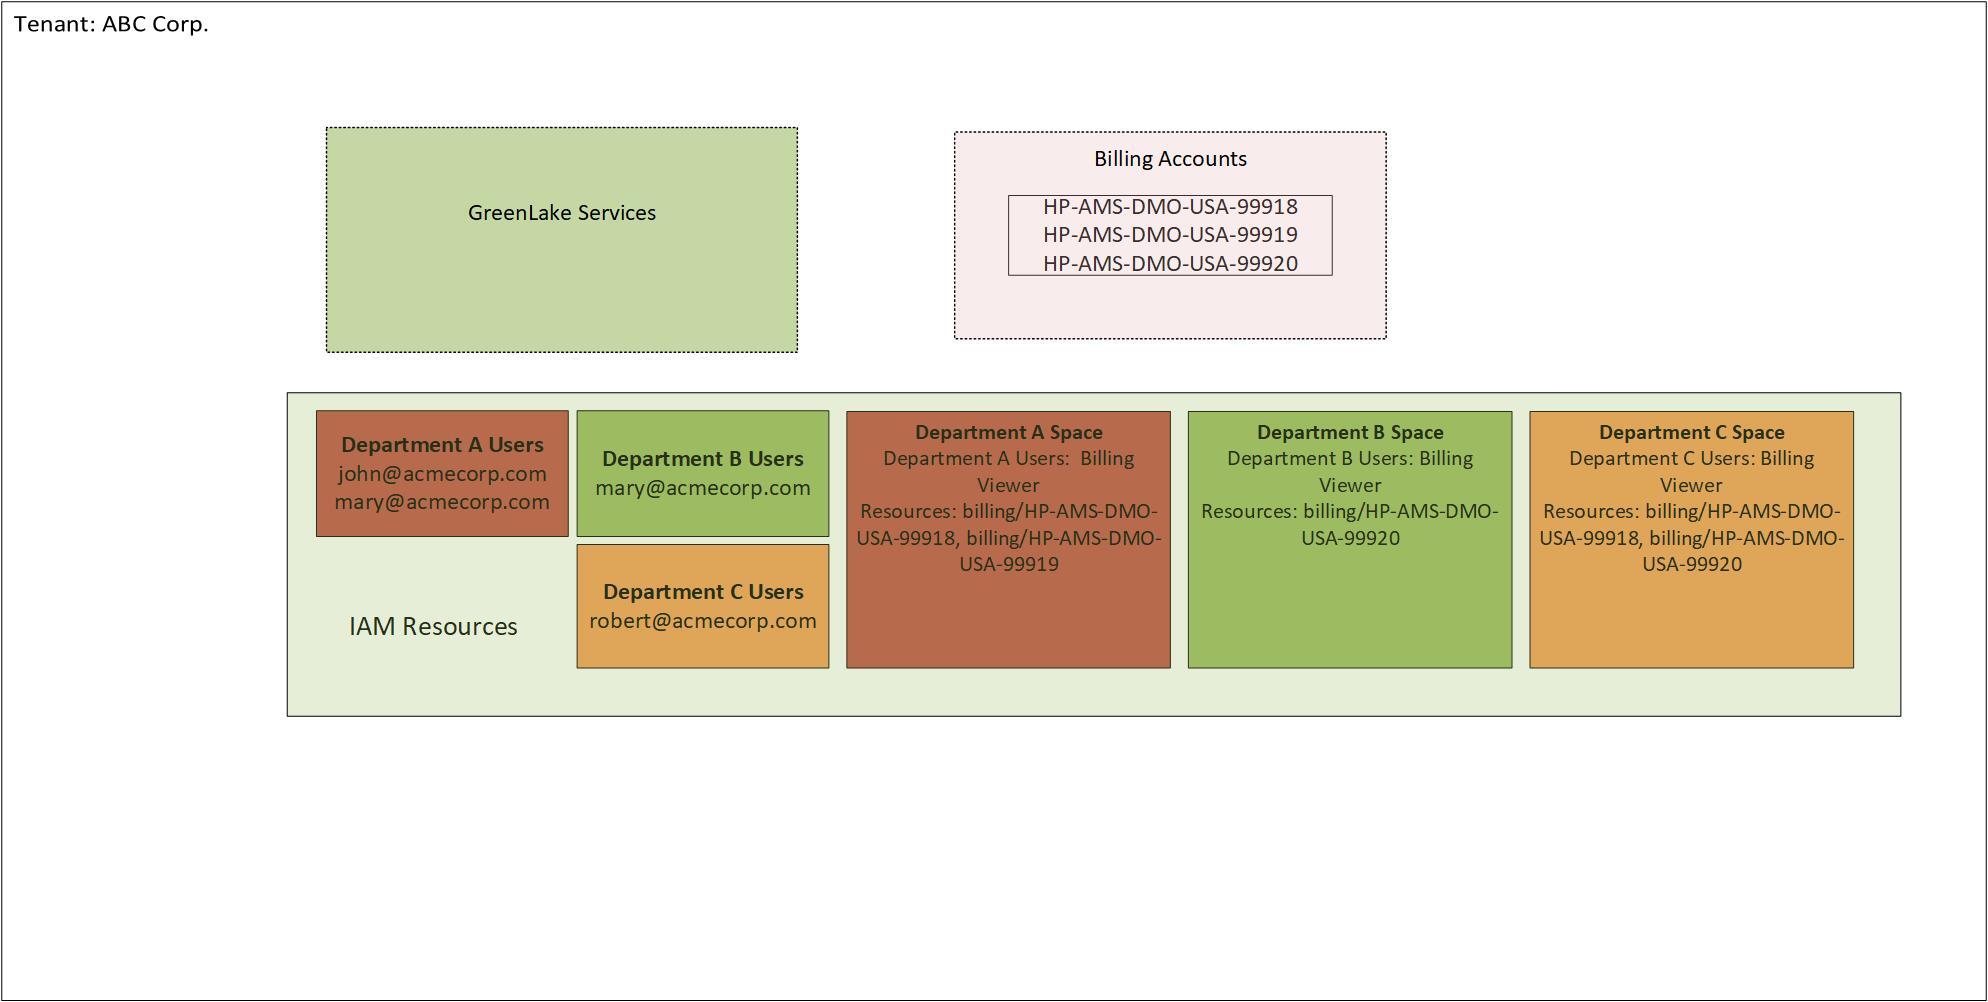 Tenant: ABC Corp.
GreenLake Services
Billing Accounts
HP-AMS-DMO-USA-99918
HP-AMS-DMO-USA-99919
HP-AMS-DMO-USA-99920
Department A Users
john@acmecorp.com
mary@acmecorp.com
Department B Users
mary@acmecorp.com
Department C Users
robert@acmecorp.com
IAM Resources
Department A Space
Department A Users:  Billing
Viewer
Resources: billing/HP-AMS-DMO-
USA-99918, billing/HP-AMS-DMO-
USA-99919
Department B Space
Department B Users: Billing
Viewer
Resources: billing/HP-AMS-DMO-
USA-99920
Department C Space
Department C Users: Billing
Viewer
Resources: billing/HP-AMS-DMO-
USA-99918, billing/HP-AMS-DMO-
USA-99920